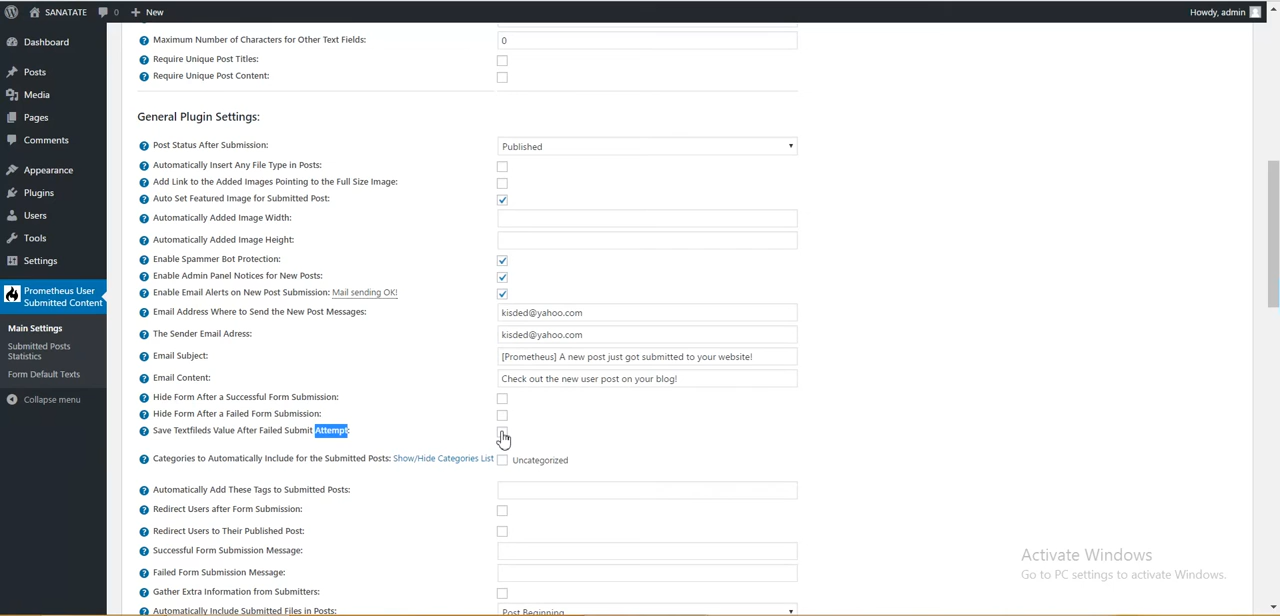 SANATATE 0 New Howdy, admin
Dashboard
Posts
Media
Pages
Comments
Appearance
Plugins
Users
Tools
Settings
Prometheus User
Submitted Content
Main Settings
Submitted Posts
Statistics
Form Default Texts
Collapse menu
Maximum Number of Characters for Other Text Fields: 0
Require Unique Post Titles:
Require Unique Post Content:
General Plugin Settings:
Post Status After Submission: Published
Automatically Insert Any File Type in Posts:
Add Link to the Added Images Pointing to the Full Size Image:
Auto Set Featured Image for Submitted Post:
Automatically Added Image Width:
Automatically Added Image Height:
Enable Spammer Bot Protection:
Enable Admin Panel Notices for New Posts:
Enable Email Alerts on New Post Submission: Mail sending OK!
Email Address Where to Send the New Post Messages: kisded@yahoo.com
The Sender Email Adress: kisded@yahoo.com
Email Subject: [Prometheus] A new post just got submitted to your website!
Email Content: Check out the new user post on your blog!
Hide Form After a Successful Form Submission:
Hide Form After a Failed Form Submission:
Save Textfileds Value After Failed Submit Attempt:
Categories to Automatically Include for the Submitted Posts: Show/Hide Categories List Uncategorized
Automatically Add These Tags to Submitted Posts:
Redirect Users after Form Submission:
Redirect Users to Their Published Post:
Successful Form Submission Message:
Failed Form Submission Message:
Gather Extra Information from Submitters:
Automatically Include Submitted Files in Posts: Post Beginning
Activate Windows
Go to PC settings to activate Windows.